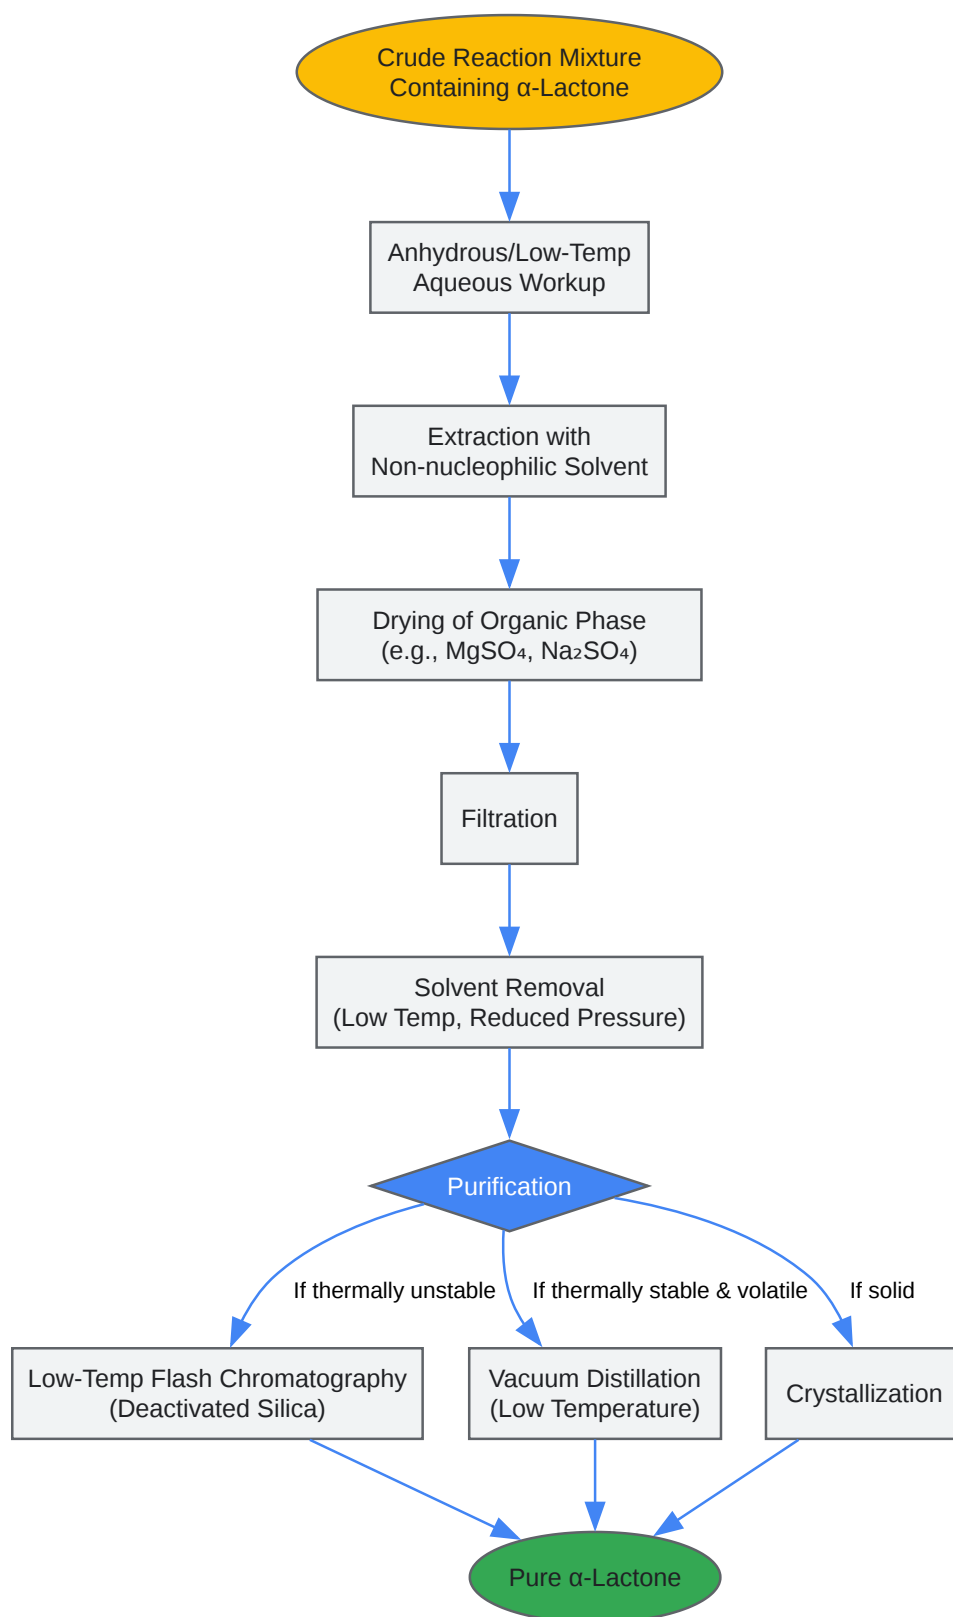 Crude Reaction Mixture
Containing α-Lactone
Anhydrous/Low-Temp
Aqueous Workup
Extraction with
Non-nucleophilic Solvent
Drying of Organic Phase
(e.g., MgSO₄, Na₂SO₄)
Filtration
Solvent Removal
(Low Temp, Reduced Pressure)
Purification
If thermally unstable
If thermally stable & volatile
If solid
Low-Temp Flash Chromatography
(Deactivated Silica)
Vacuum Distillation
(Low Temperature)
Crystallization
Pure α-Lactone